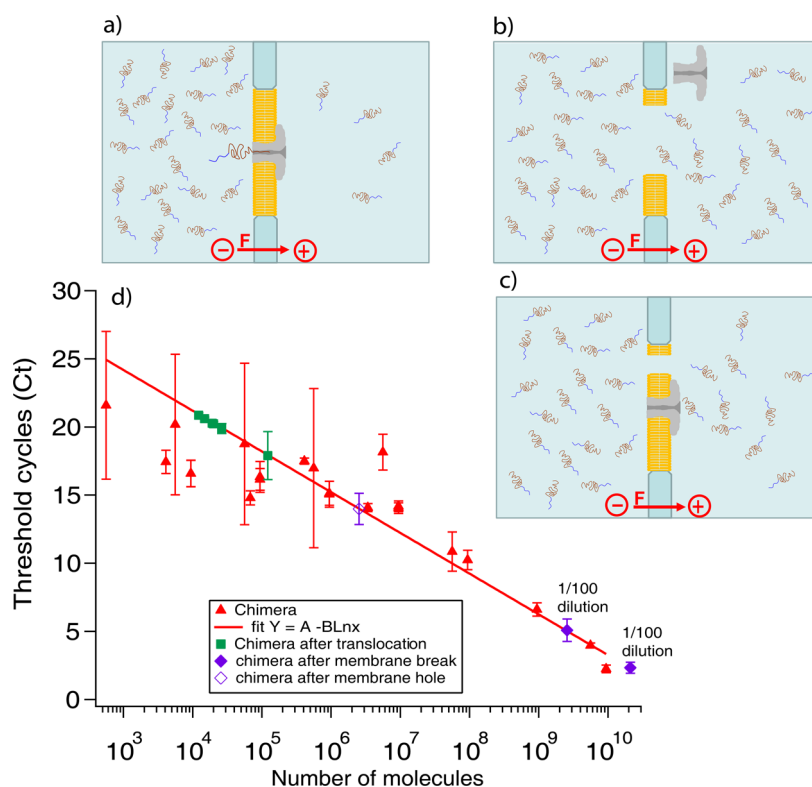 a)
b)
− F +
− F +
c)
− F +
d)
30
25
20
15
10
5
0
Threshold cycles (Ct)
1/100
dilution
1/100
dilution
Chimera
fit Y = A -BLnx
Chimera after translocation
chimera after membrane break
chimera after membrane hole
10³ 10⁴ 10⁵ 10⁶ 10⁷ 10⁸ 10⁹ 10¹⁰
Number of molecules